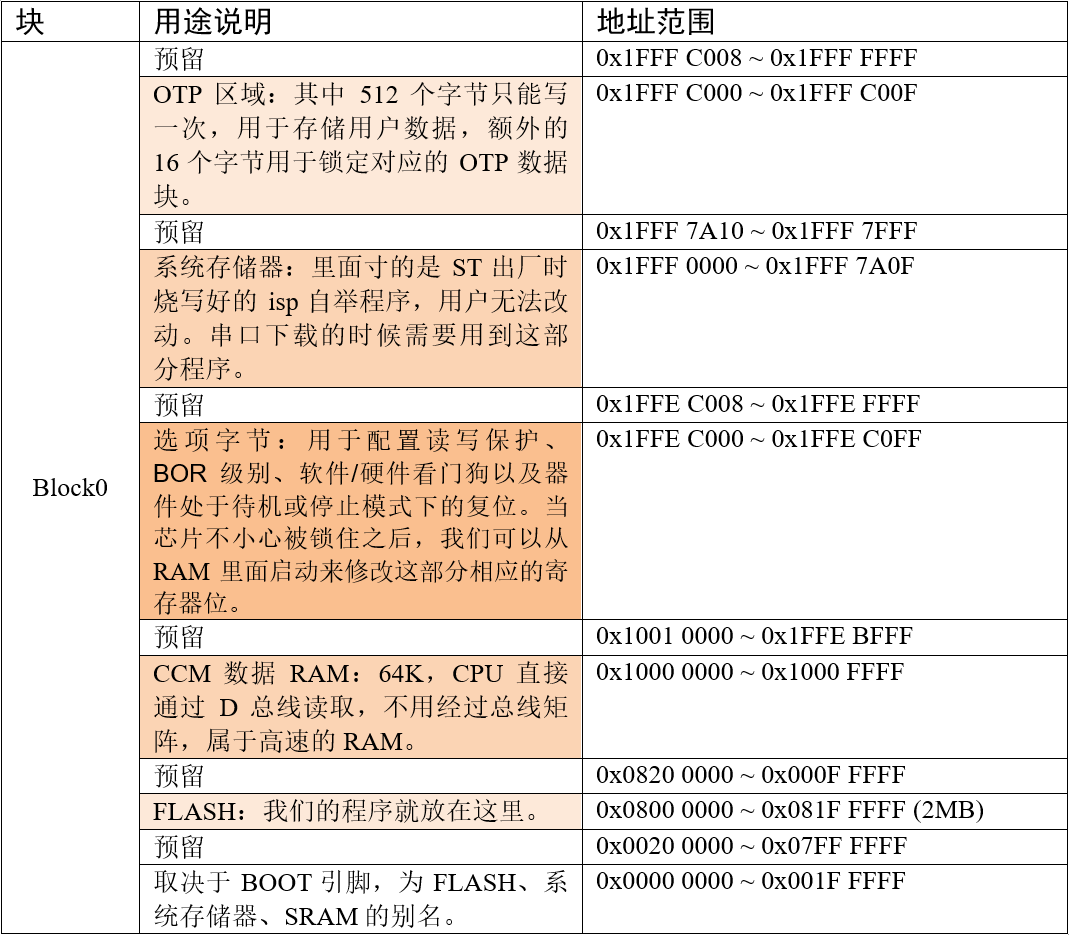 块 用途说明 地址范围
预留 0x1FFF C008 ~ 0x1FFF FFFF
OTP 区域：其中 512 个字节只能写 0x1FFF C000 ~ 0x1FFF C00F
一次，用于存储用户数据，额外的
16 个字节用于锁定对应的 OTP 数据
块。
预留 0x1FFF 7A10 ~ 0x1FFF 7FFF
系统存储器：里面寸的是 ST 出厂时 0x1FFF 0000 ~ 0x1FFF 7A0F
烧写好的 isp 自举程序，用户无法改
动。串口下载的时候需要用到这部
分程序。
预留 0x1FFE C008 ~ 0x1FFE FFFF
选项字节：用于配置读写保护、 0x1FFE C000 ~ 0x1FFE C0FF
BOR 级别、软件/硬件看门狗以及器
Block0
件处于待机或停止模式下的复位。当
芯片不小心被锁住之后，我们可以从
RAM 里面启动来修改这部分相应的寄
存器位。
预留 0x1001 0000 ~ 0x1FFE BFFF
CCM 数据 RAM：64K，CPU 直接 0x1000 0000 ~ 0x1000 FFFF
通过 D 总线读取，不用经过总线矩
阵，属于高速的 RAM。
预留 0x0820 0000 ~ 0x000F FFFF
FLASH：我们的程序就放在这里。 0x0800 0000 ~ 0x081F FFFF (2MB)
预留 0x0020 0000 ~ 0x07FF FFFF
取决于 BOOT 引脚，为 FLASH、系 0x0000 0000 ~ 0x001F FFFF
统存储器、SRAM 的别名。